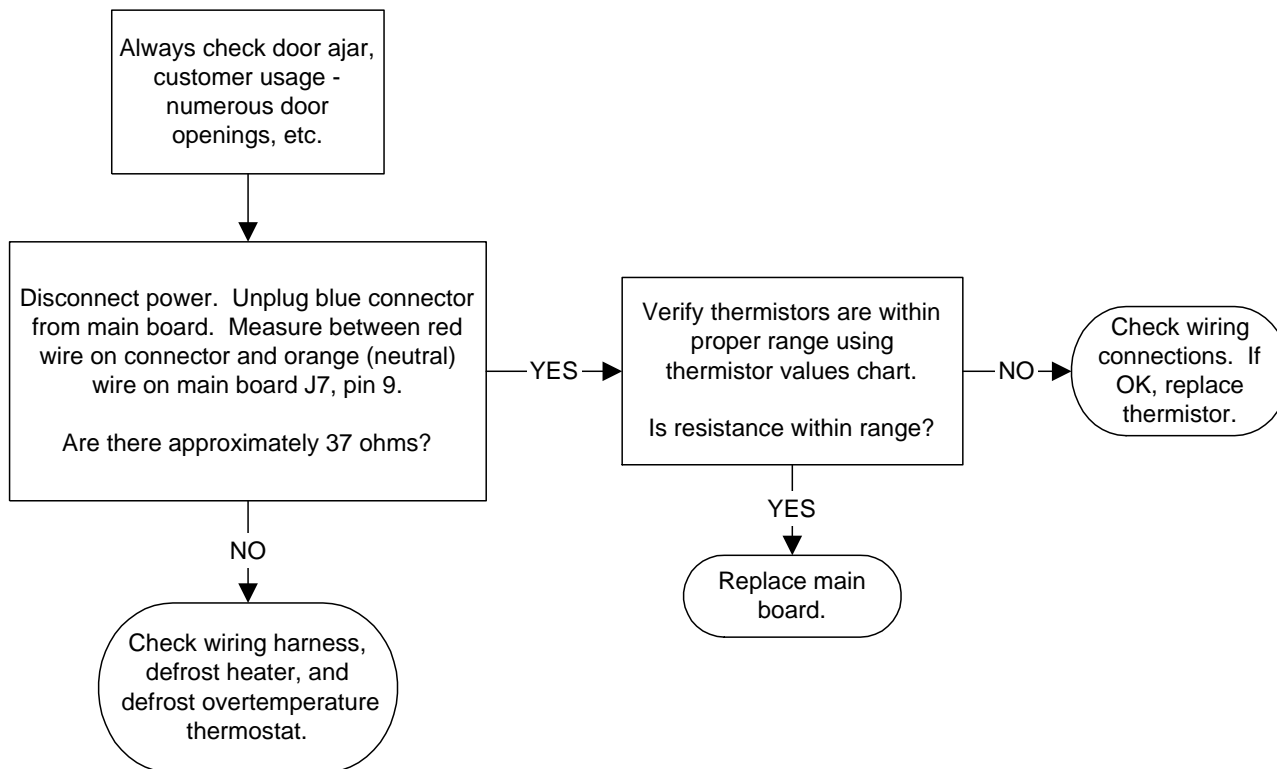 Always check door ajar,
customer usage -
numerous door
openings, etc.
Disconnect power.  Unplug blue connector
from main board.  Measure between red
wire on connector and orange (neutral)
wire on main board J7, pin 9.
Are there approximately 37 ohms?
YES
Verify thermistors are within
proper range using
thermistor values chart.
Is resistance within range?
NO
Check wiring
connections.  If
OK, replace
thermistor.
YES
Replace main
board.
NO
Check wiring harness,
defrost heater, and
defrost overtemperature
thermostat.